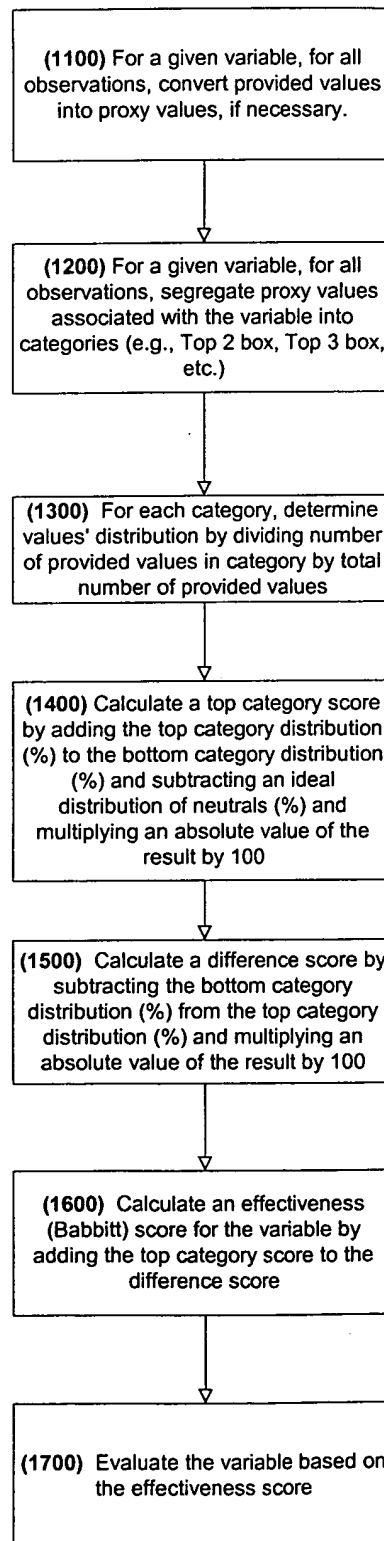 (1100) For a given variable, for all
observations, convert provided values
into proxy values, if necessary.
(1200) For a given variable, for all
observations, segregate proxy values
associated with the variable into
categories (e.g., Top 2 box, Top 3 box,
etc.)
(1300) For each category, determine
values' distribution by dividing number
of provided values in category by total
number of provided values
(1400) Calculate a top category score
by adding the top category distribution
(%) to the bottom category distribution
(%) and subtracting an ideal
distribution of neutrals (%) and
multiplying an absolute value of the
result by 100
(1500) Calculate a difference score by
subtracting the bottom category
distribution (%) from the top category
distribution (%) and multiplying an
absolute value of the result by 100
(1600) Calculate an effectiveness
(Babbitt) score for the variable by
adding the top category score to the
difference score
(1700) Evaluate the variable based on
the effectiveness score